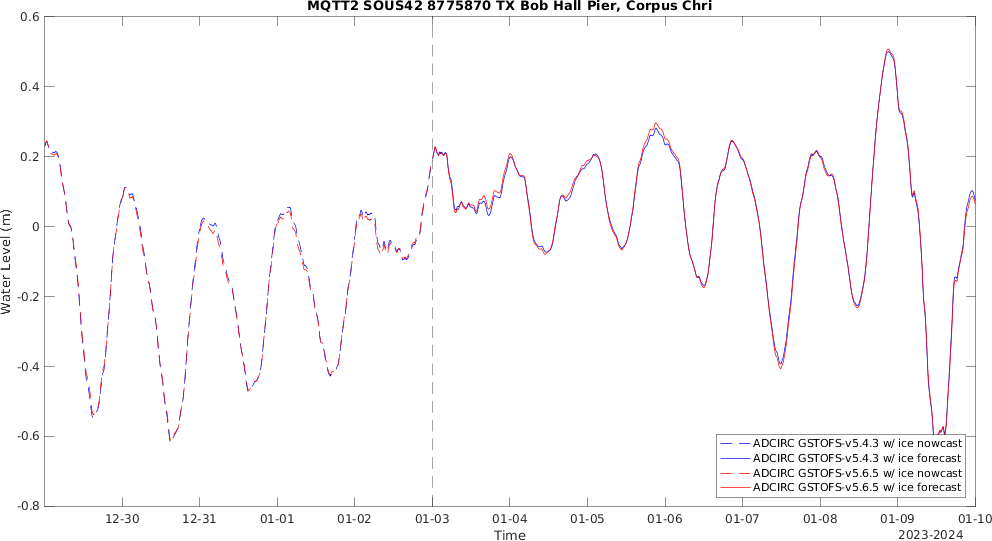 MQTT2 SOUS42 8775870 TX Bob Hall Pier, Corpus Chri
0.6
0.4
0.2
0
-0.2
-0.4
-0.6
-0.8
Water Level (m)
ADCIRC GSTOFS-v5.4.3 w/ ice nowcast
ADCIRC GSTOFS-v5.4.3 w/ ice forecast
ADCIRC GSTOFS-v5.6.5 w/ ice nowcast
ADCIRC GSTOFS-v5.6.5 w/ ice forecast
12-30 12-31 01-01 01-02 01-03 01-04 01-05 01-06 01-07 01-08 01-09 01-10
Time
2023-2024